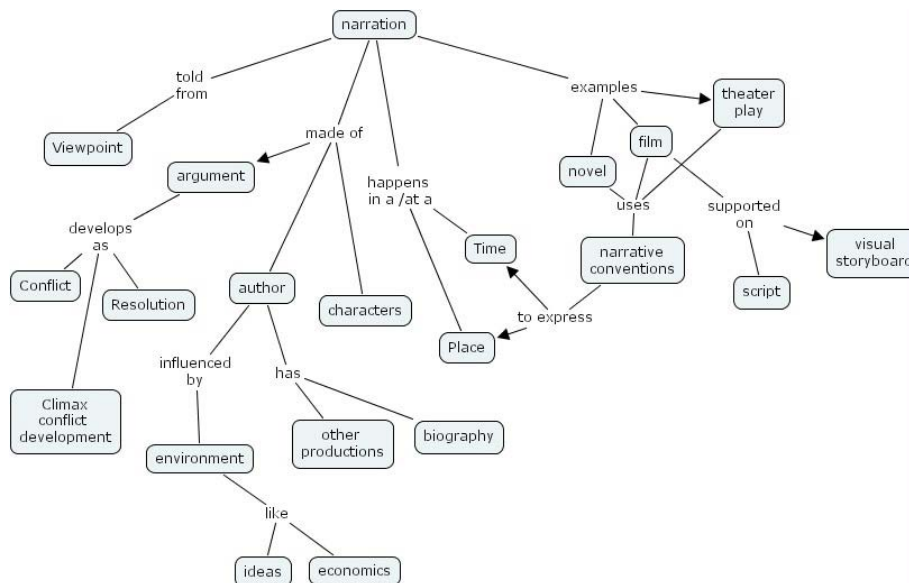 narration
told
from
examples
theater
play
Viewpoint
made of
film
argument
novel
happens
in a /at a
uses
supported
on
develops
as
Time
narrative
conventions
visual
storyboard
Conflict
Resolution
author
characters
script
to express
Place
influenced
by
has
Climax
conflict
development
other
productions
biography
environment
like
ideas
economics